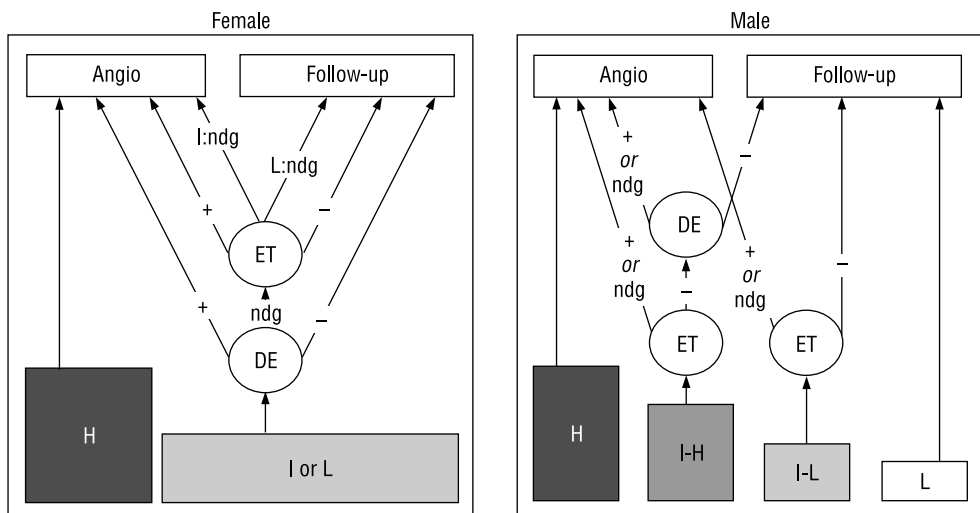 Female
Angio
Follow-up
I:ndg
L:ndg
+
+
ET
–
ndg
+
DE
–
H
I or L
Male
Angio
Follow-up
+
or
ndg
–
DE
+
or
ndg
–
+
or
ndg
–
ET
ET
H
I-H
I-L
L